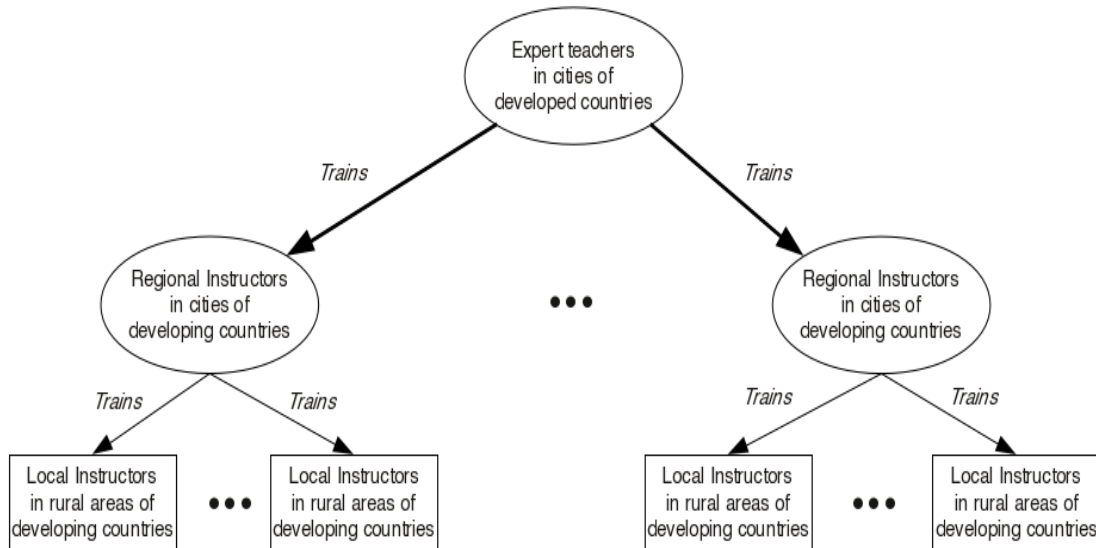 Expert teachers
in cities of
developed countries
Trains
Trains
Regional Instructors
in cities of
developing countries
Regional Instructors
in cities of
developing countries
Trains
Trains
Trains
Trains
Local Instructors
in rural areas of
developing countries
Local Instructors
in rural areas of
developing countries
Local Instructors
in rural areas of
developing countries
Local Instructors
in rural areas of
developing countries